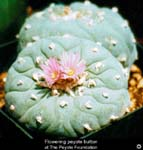 Flowering Peyote button
at The Peyote Foundation